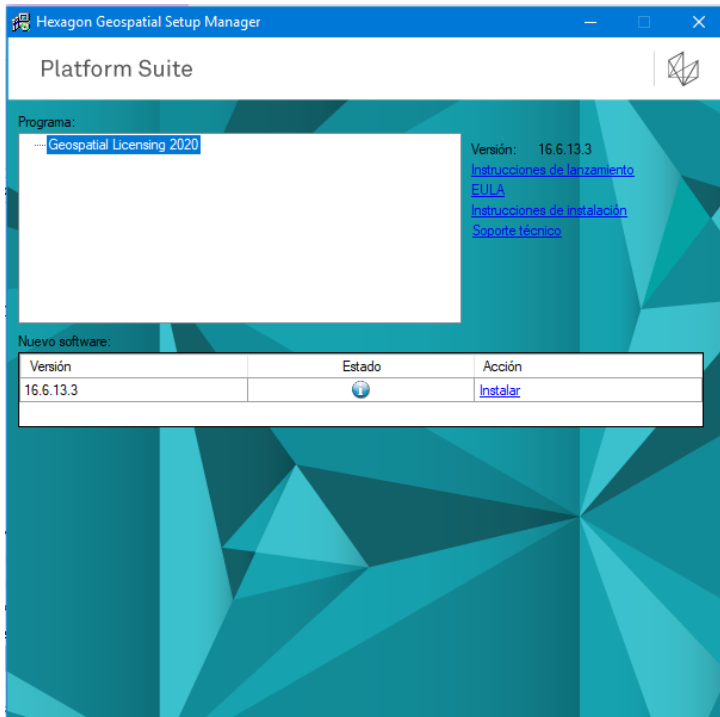 Hexagon Geospatial Setup Manager
Platform Suite
Programa:
Geospatial Licensing 2020
Versión: 16.6.13.3
Instrucciones de lanzamiento
EULA
Instrucciones de instalación
Soporte técnico
Nuevo software:
Versión Estado Acción
16.6.13.3 Instalar